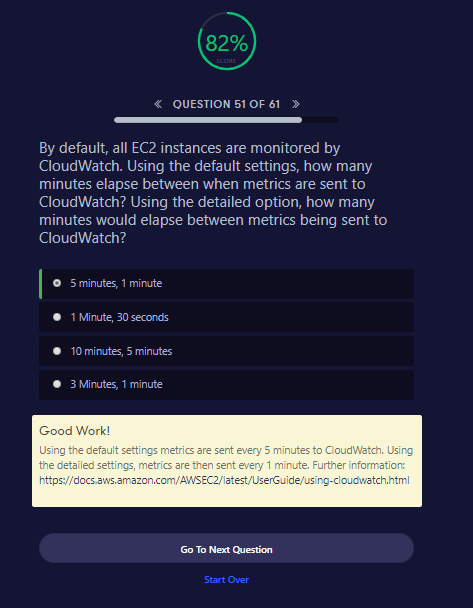 82%
SCORE
« QUESTION 51 OF 61 »
By default, all EC2 instances are monitored by
CloudWatch. Using the default settings, how many
minutes elapse between when metrics are sent to
CloudWatch? Using the detailed option, how many
minutes would elapse between metrics being sent to
CloudWatch?
5 minutes, 1 minute
1 Minute, 30 seconds
10 minutes, 5 minutes
3 Minutes, 1 minute
Good Work!
Using the default settings metrics are sent every 5 minutes to CloudWatch. Using
the detailed settings, metrics are then sent every 1 minute. Further information:
https://docs.aws.amazon.com/AWSEC2/latest/UserGuide/using-cloudwatch.html
Go To Next Question
Start Over